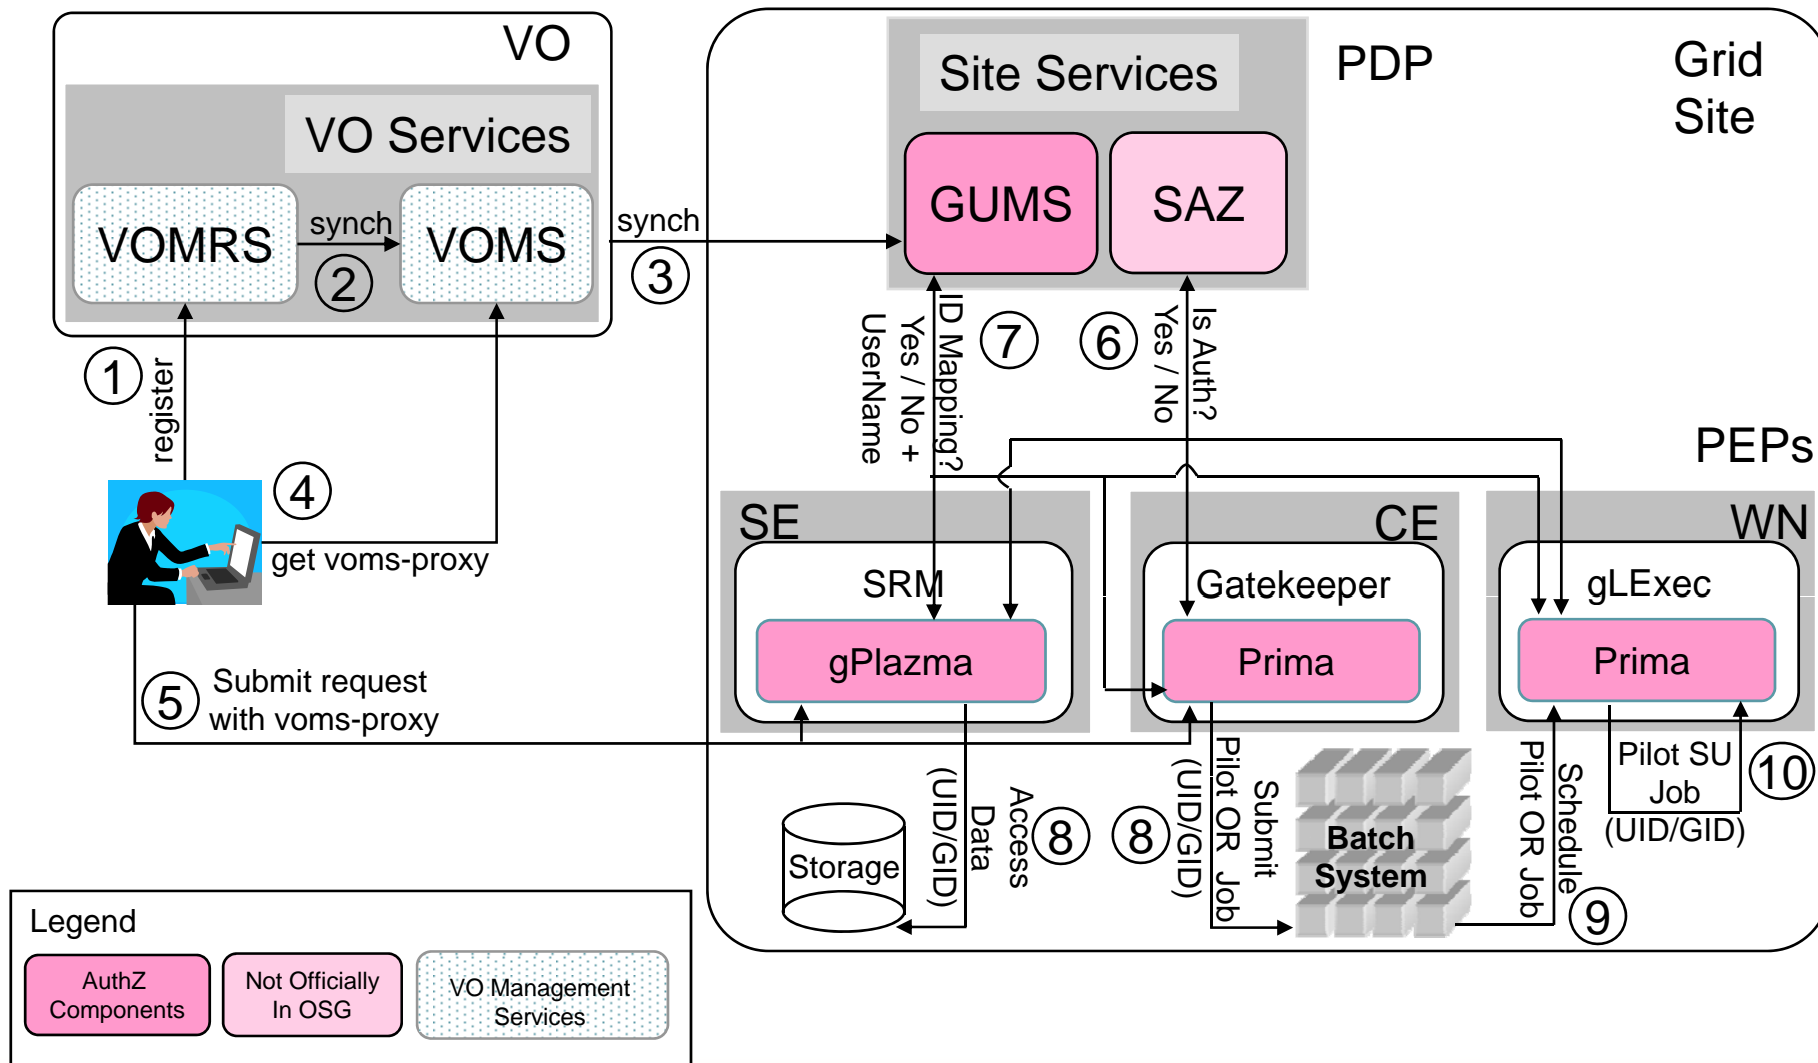 VO
VO Services
VOMRS
synch
2
VOMS
synch
3
1
register
4
get voms-proxy
5
Submit request
with voms-proxy
Grid
Site
PDP
Site Services
GUMS
SAZ
ID Mapping?
Yes / No +
UserName
7
6
Is Auth?
Yes / No
PEPs
SE
SRM
gPlazma
CE
Gatekeeper
Prima
WN
gLExec
Prima
Storage
Access
Data
(UID/GID)
8
8
Submit
Pilot OR Job
(UID/GID)
Batch
System
Schedule
Pilot OR Job
9
Pilot SU
Job
(UID/GID)
10
Legend
AuthZ
Components
Not Officially
In OSG
VO Management
Services